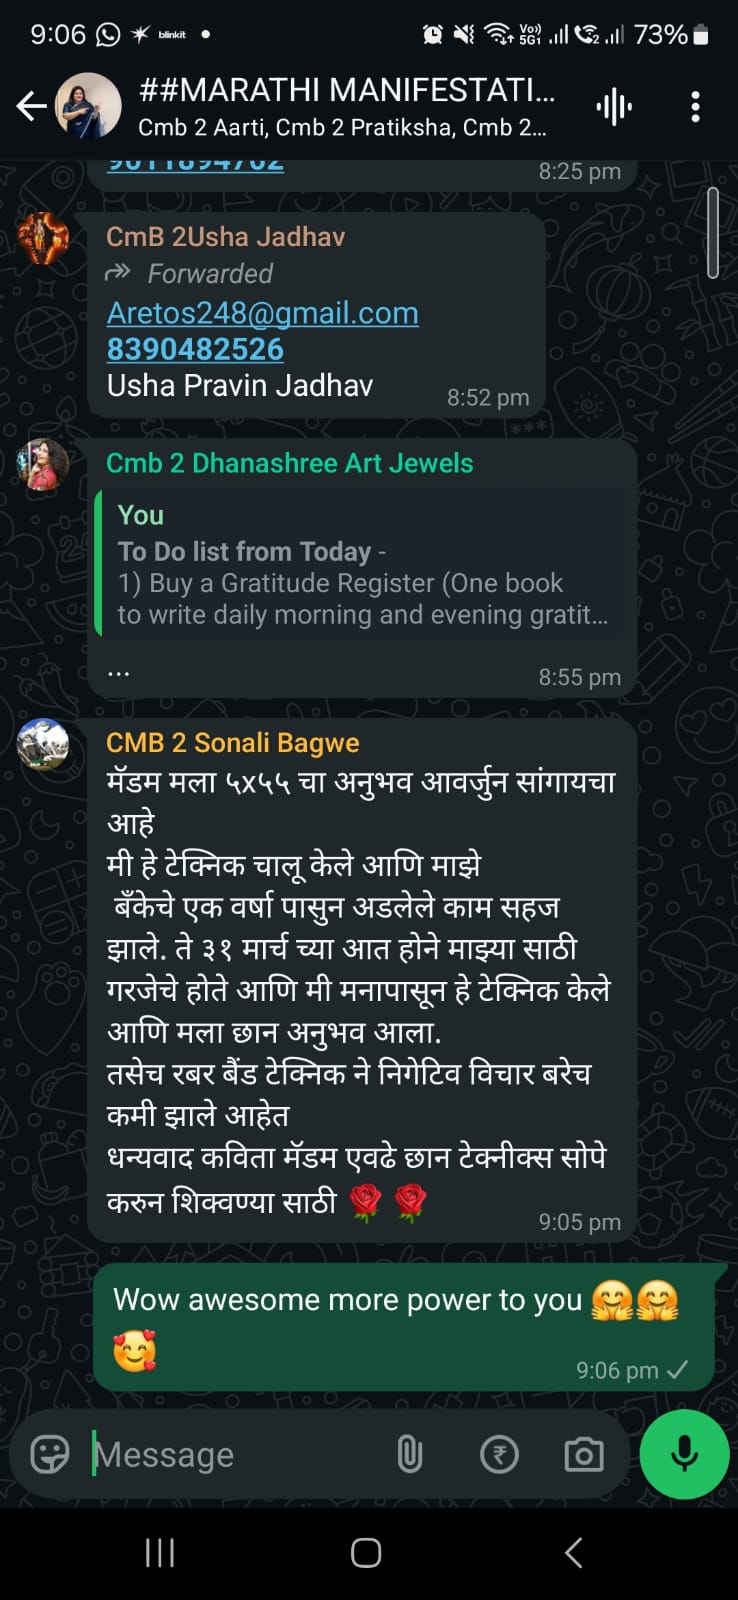 9:06 blinkit Vo) 5G1 2 73%
##MARATHI MANIFESTATI...
Cmb 2 Aarti, Cmb 2 Pratiksha, Cmb 2...
9011894702
8:25 pm
CmB 2Usha Jadhav
Forwarded
Aretos248@gmail.com
8390482526
Usha Pravin Jadhav
8:52 pm
Cmb 2 Dhanashree Art Jewels
You
To Do list from Today -
1) Buy a Gratitude Register (One book
to write daily morning and evening gratit...
...
8:55 pm
CMB 2 Sonali Bagwe
मॅडम मला ५x५५ चा अनुभव आवर्जुन सांगायचा
आहे
मी हे टेक्निक चालू केले आणि माझे
बँकेचे एक वर्षा पासुन अडलेले काम सहज
झाले. ते ३१ मार्च च्या आत होने माझ्या साठी
गरजेचे होते आणि मी मनापासून हे टेक्निक केले
आणि मला छान अनुभव आला.
तसेच रबर बैंड टेक्निक ने निगेटिव विचार बरेच
कमी झाले आहेत
धन्यवाद कविता मॅडम एवढे छान टेक्नीक्स सोपे
करुन शिक्वण्या साठी 🌹 🌹
9:05 pm
Wow awesome more power to you 🤗🤗
🥰
9:06 pm
Message